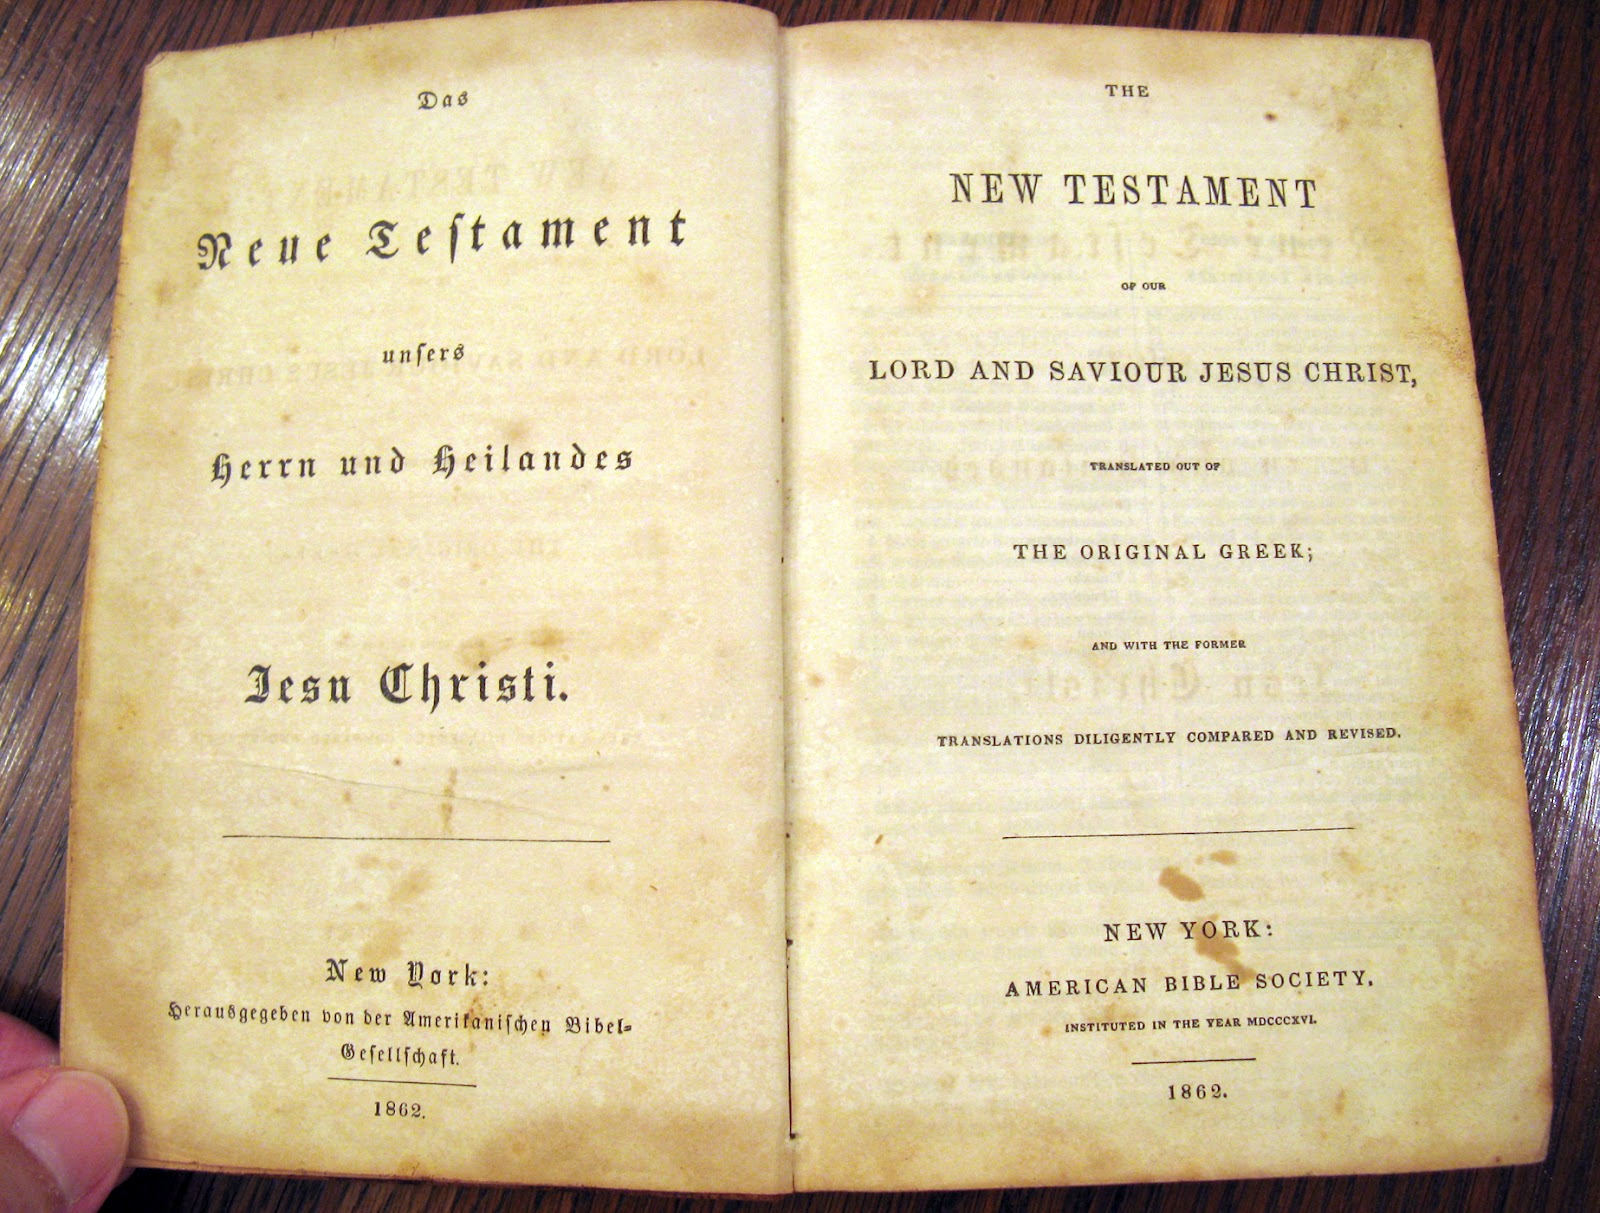 Das
Neue Testament
unsers
Herrn und Heilandes
Jesu Christi.
New York:
Herausgegeben von der Amerikanischen Bibel-
Gesellschaft.
1862.
THE
NEW TESTAMENT
OF OUR
LORD AND SAVIOUR JESUS CHRIST,
TRANSLATED OUT OF
THE ORIGINAL GREEK;
AND WITH THE FORMER
TRANSLATIONS DILIGENTLY COMPARED AND REVISED.
NEW YORK:
AMERICAN BIBLE SOCIETY,
INSTITUTED IN THE YEAR MDCCCXVI.
1862.